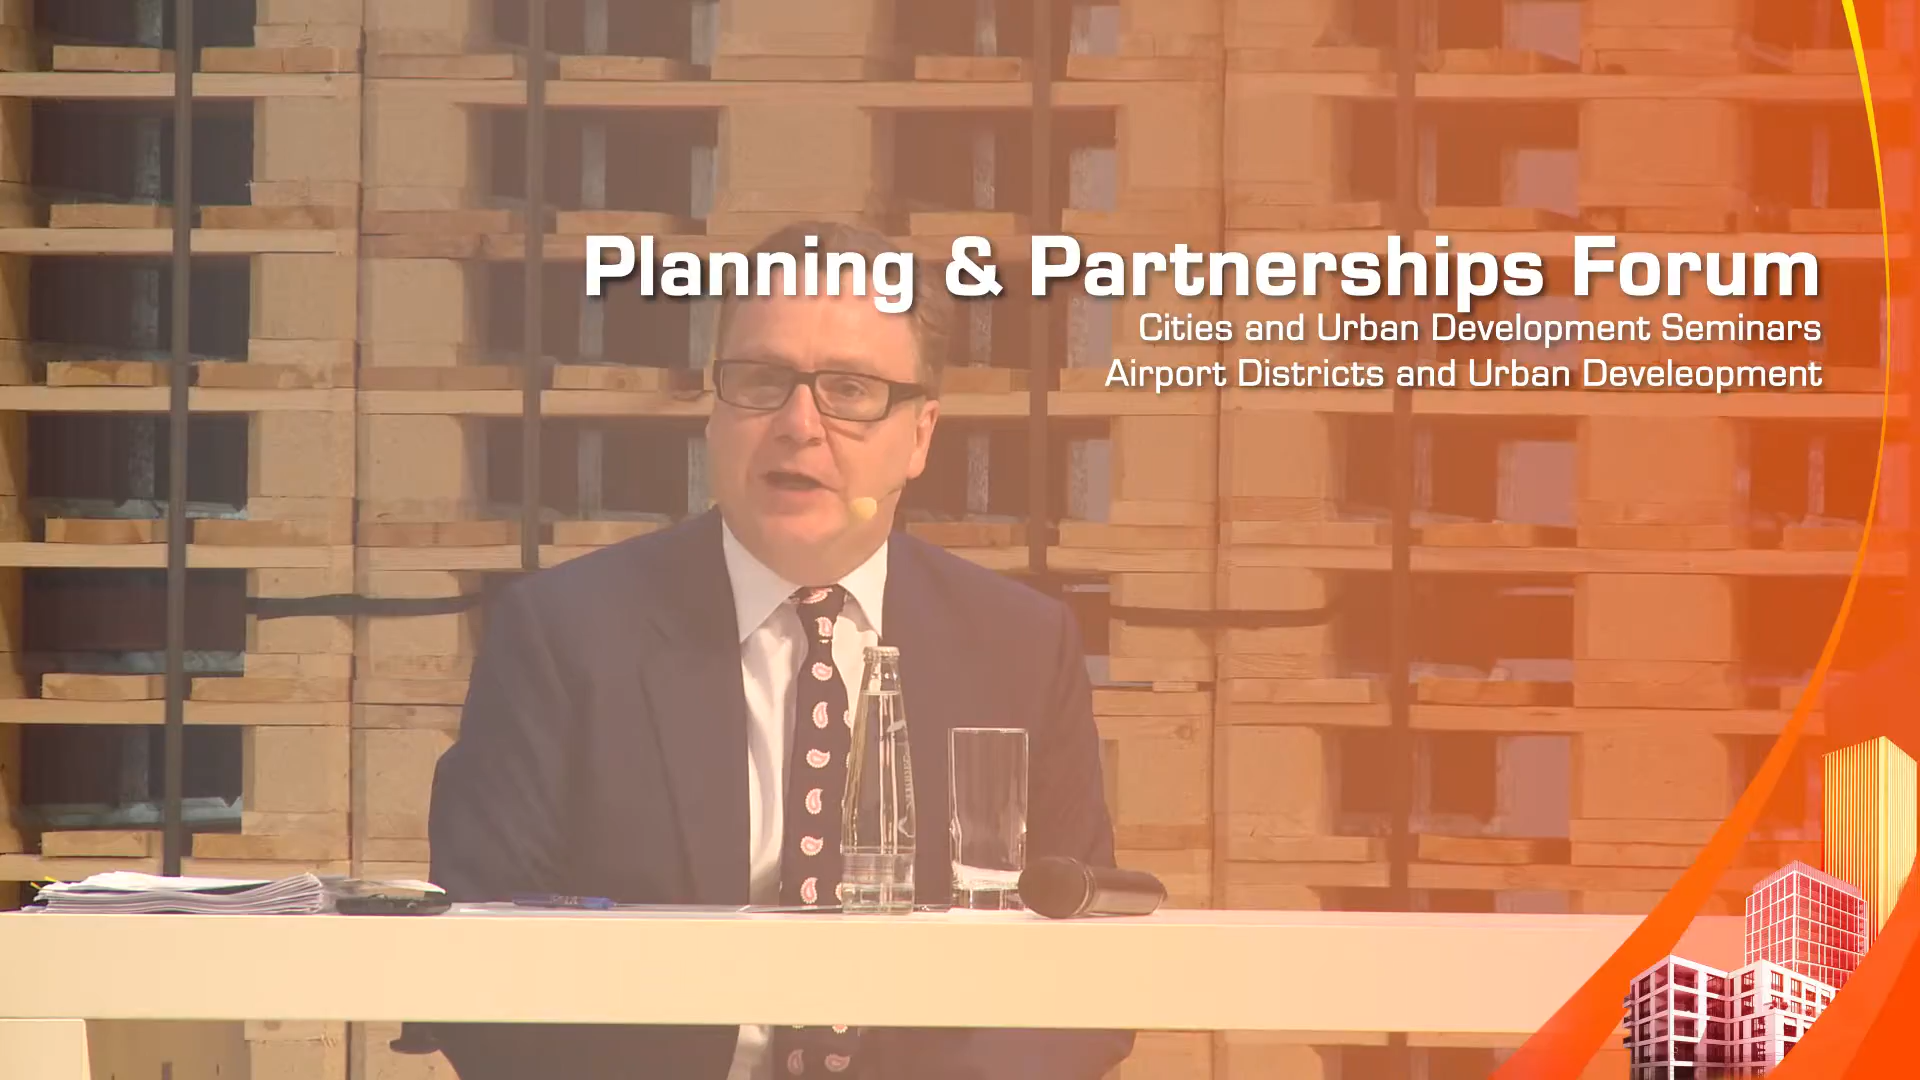 Planning & Partnerships Forum
Cities and Urban Development Seminars
Airport Districts and Urban Develeopment